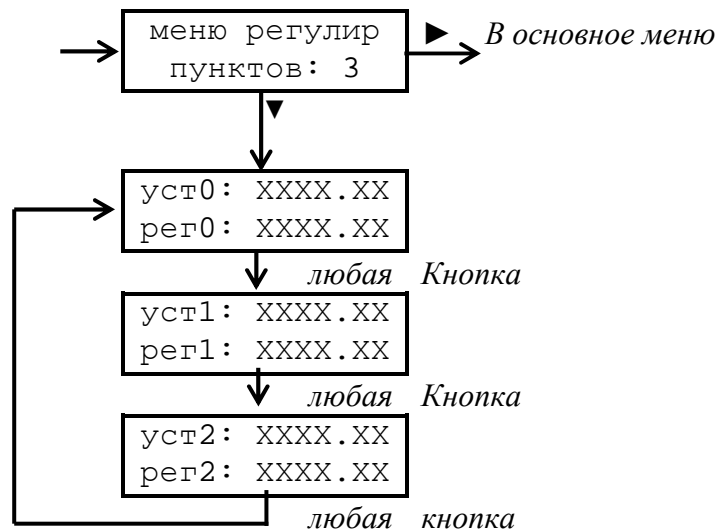 меню регулир
пунктов: 3
► В основное меню
▼
уст0: XXXX.XX
рег0: XXXX.XX
любая Кнопка
уст1: XXXX.XX
рег1: XXXX.XX
любая Кнопка
уст2: XXXX.XX
рег2: XXXX.XX
любая кнопка